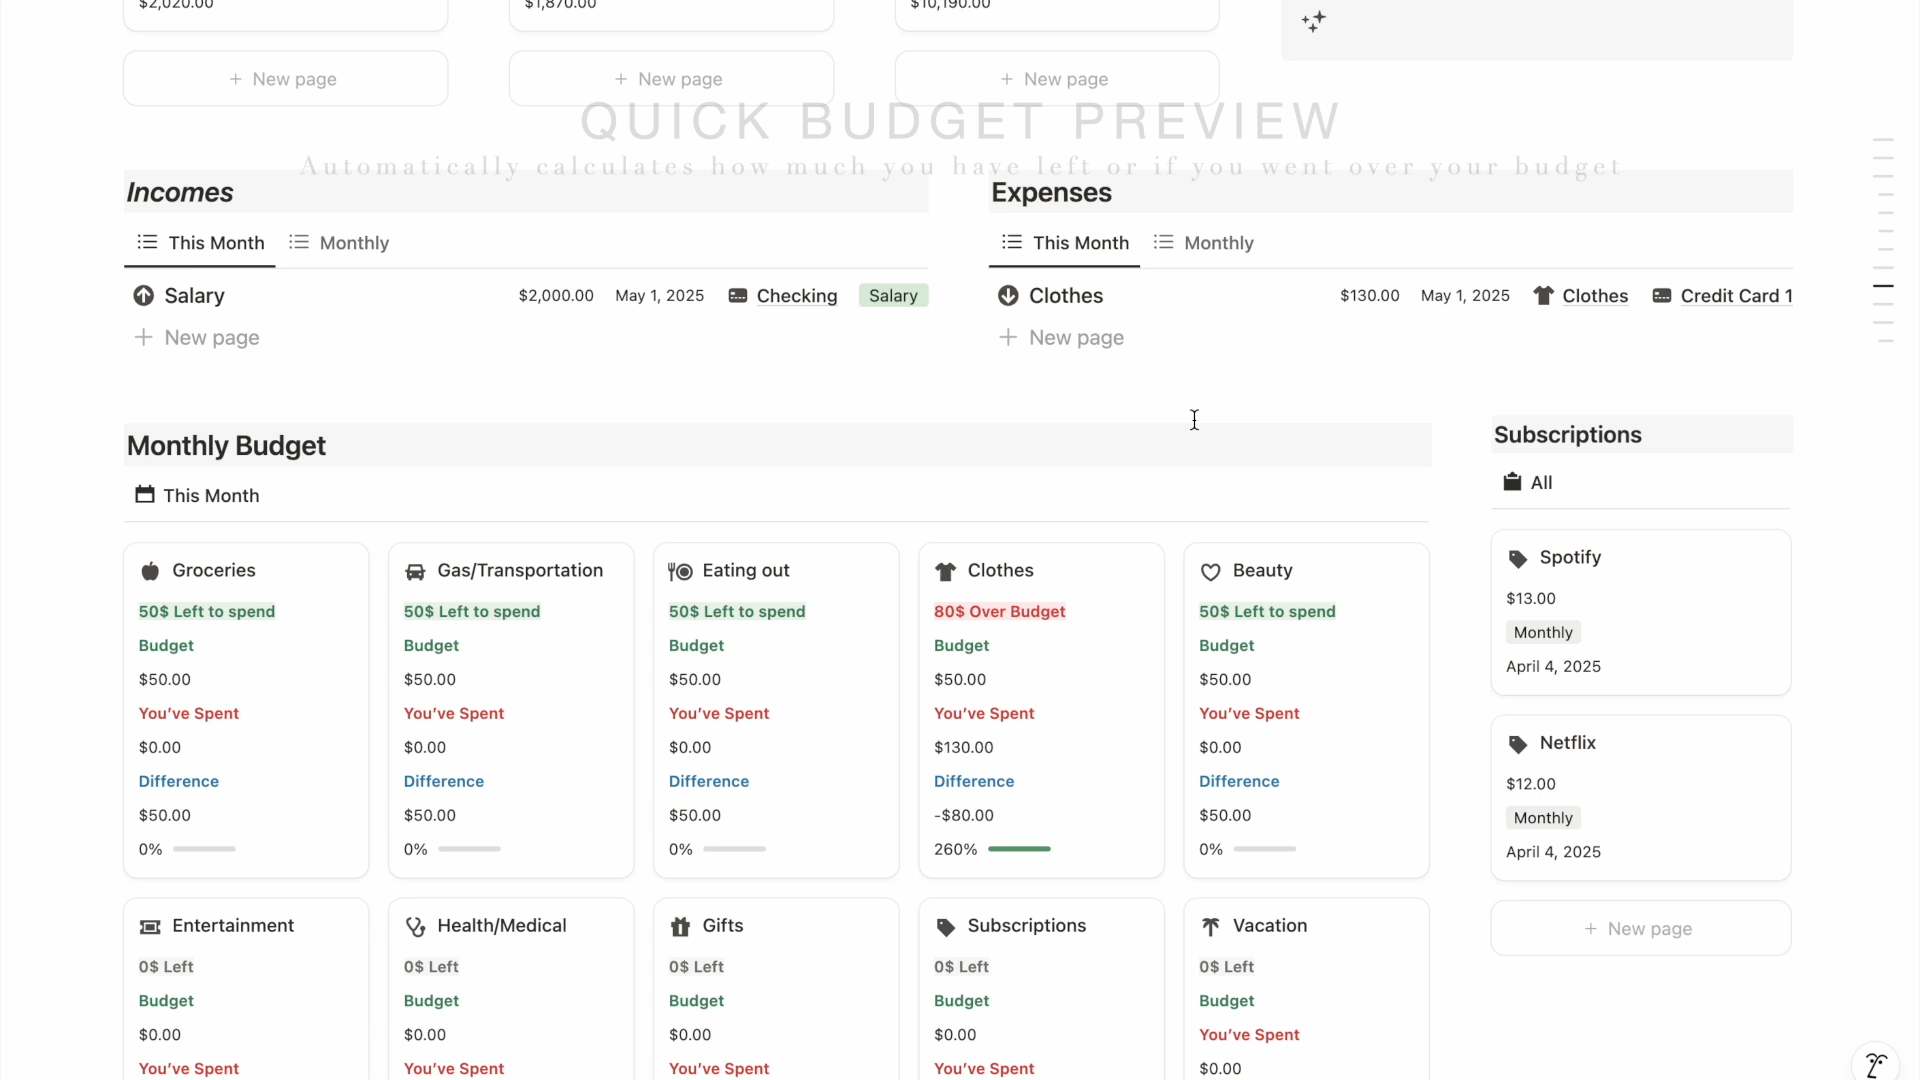 $2,020.00
$1,870.00
$10,190.00
+ New page
+ New page
+ New page
QUICK BUDGET PREVIEW
Automatically calculates how much you have left or if you went over your budget
Incomes
This Month
Monthly
Salary
$2,000.00
May 1, 2025
Checking
Salary
+ New page
Expenses
This Month
Monthly
Clothes
$130.00
May 1, 2025
Clothes
Credit Card 1
+ New page
Monthly Budget
This Month
Groceries
50$ Left to spend
Budget
$50.00
You’ve Spent
$0.00
Difference
$50.00
0%
Gas/Transportation
50$ Left to spend
Budget
$50.00
You’ve Spent
$0.00
Difference
$50.00
0%
Eating out
50$ Left to spend
Budget
$50.00
You’ve Spent
$0.00
Difference
$50.00
0%
Clothes
80$ Over Budget
Budget
$50.00
You’ve Spent
$130.00
Difference
-$80.00
260%
Beauty
50$ Left to spend
Budget
$50.00
You’ve Spent
$0.00
Difference
$50.00
0%
Entertainment
0$ Left
Budget
$0.00
You’ve Spent
Health/Medical
0$ Left
Budget
$0.00
You’ve Spent
Gifts
0$ Left
Budget
$0.00
You’ve Spent
Subscriptions
0$ Left
Budget
$0.00
You’ve Spent
Vacation
0$ Left
Budget
You’ve Spent
$0.00
Subscriptions
All
Spotify
$13.00
Monthly
April 4, 2025
Netflix
$12.00
Monthly
April 4, 2025
+ New page